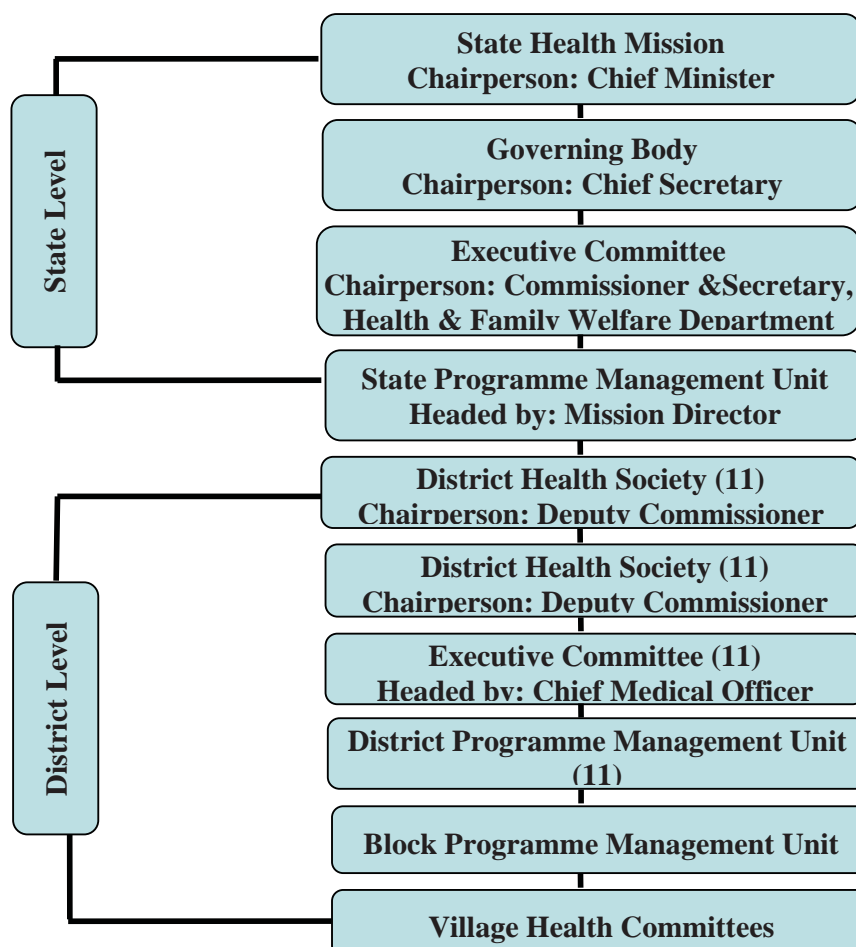 State Health Mission
Chairperson: Chief Minister
Governing Body
Chairperson: Chief Secretary
Executive Committee
Chairperson: Commissioner &Secretary,
Health & Family Welfare Department
State Programme Management Unit
Headed by: Mission Director
State Level
District Health Society (11)
Chairperson: Deputy Commissioner
District Health Society (11)
Chairperson: Deputy Commissioner
Executive Committee (11)
Headed by: Chief Medical Officer
District Programme Management Unit
(11)
Block Programme Management Unit
Village Health Committees
District Level